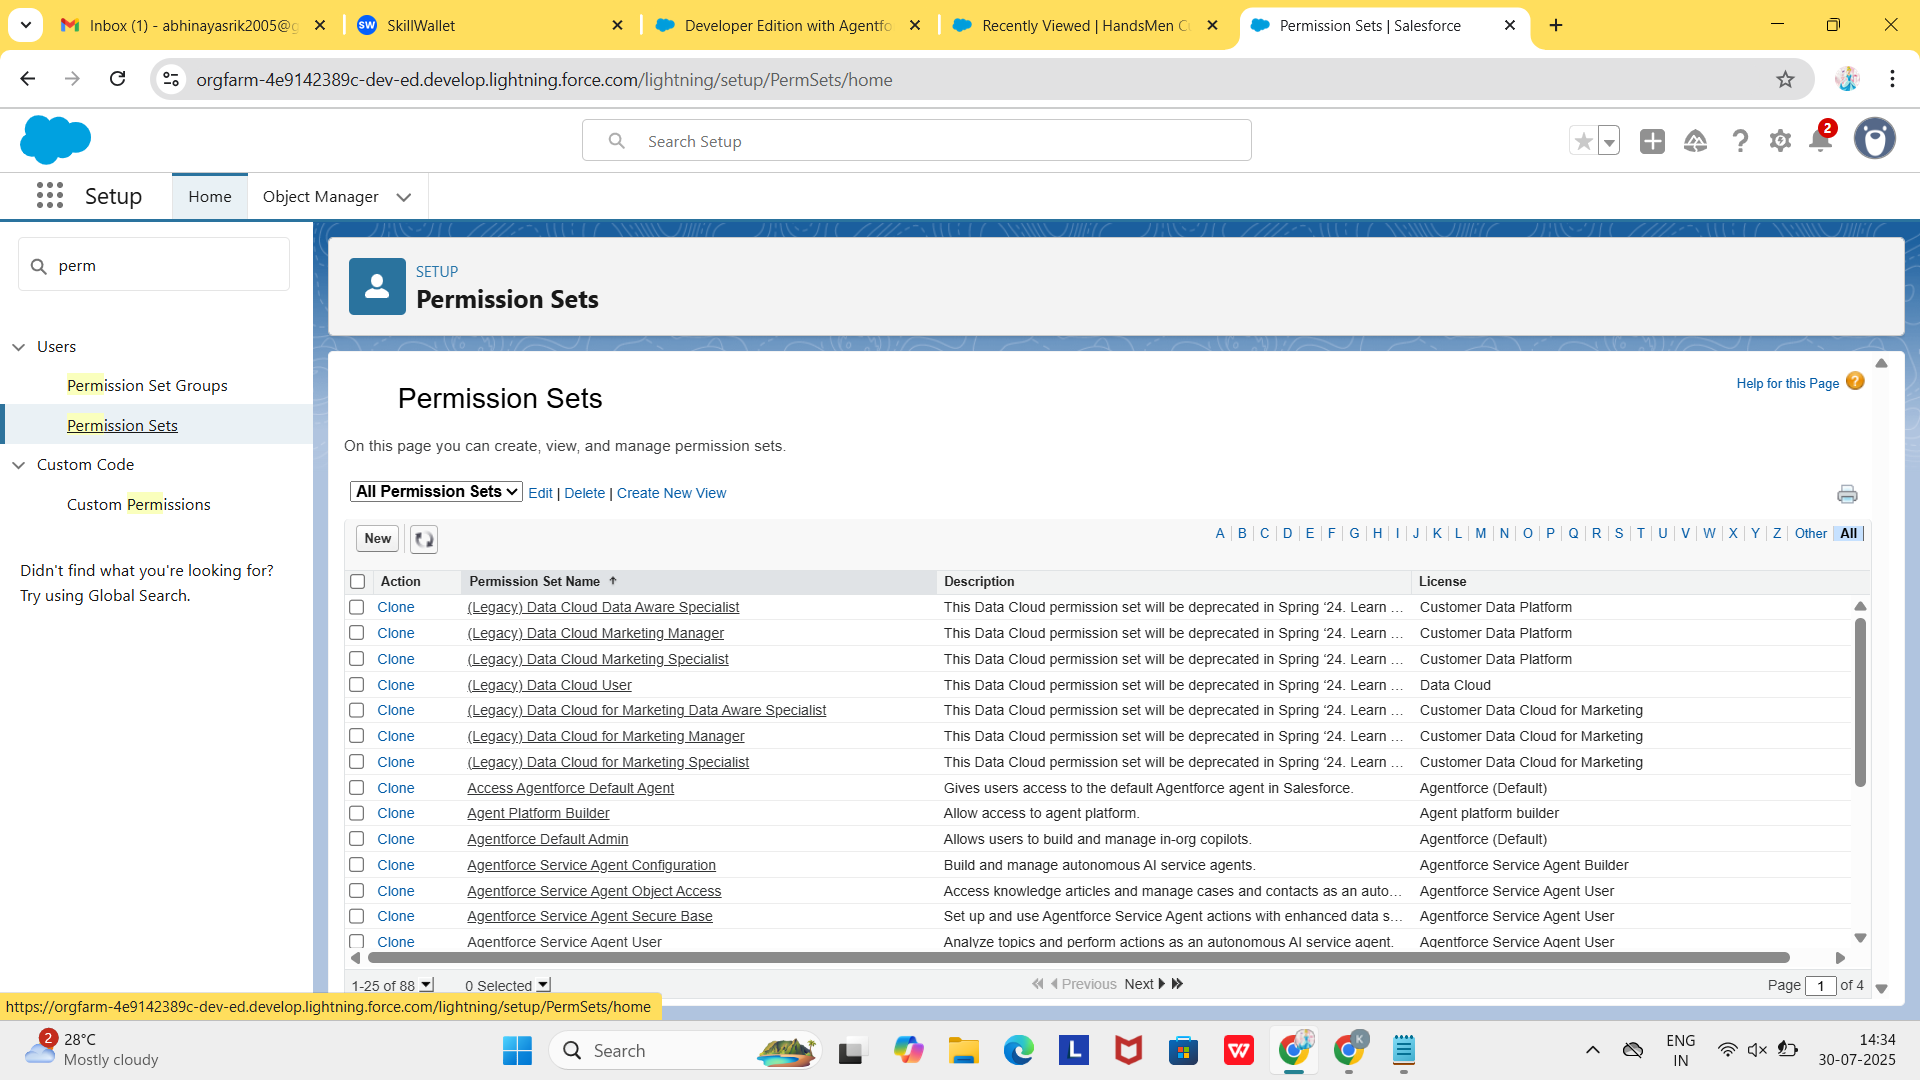 Inbox (1) - abhinayasrik2005@g
SkillWallet
Developer Edition with Agentfo
Recently Viewed | HandsMen C
Permission Sets | Salesforce
orgfarm-4e9142389c-dev-ed.develop.lightning.force.com/lightning/setup/PermSets/home
Search Setup
2
Setup
Home
Object Manager
perm
Users
Permission Set Groups
Permission Sets
Custom Code
Custom Permissions
Didn't find what you're looking for?
Try using Global Search.
SETUP
Permission Sets
Permission Sets
Help for this Page
On this page you can create, view, and manage permission sets.
All Permission Sets Edit | Delete | Create New View
New
A | B | C | D | E | F | G | H | I | J | K | L | M | N | O | P | Q | R | S | T | U | V | W | X | Y | Z | Other | All
Action Permission Set Name Description License
Clone (Legacy) Data Cloud Data Aware Specialist This Data Cloud permission set will be deprecated in Spring ‘24. Learn … Customer Data Platform
Clone (Legacy) Data Cloud Marketing Manager This Data Cloud permission set will be deprecated in Spring ‘24. Learn … Customer Data Platform
Clone (Legacy) Data Cloud Marketing Specialist This Data Cloud permission set will be deprecated in Spring ‘24. Learn … Customer Data Platform
Clone (Legacy) Data Cloud User This Data Cloud permission set will be deprecated in Spring ‘24. Learn … Data Cloud
Clone (Legacy) Data Cloud for Marketing Data Aware Specialist This Data Cloud permission set will be deprecated in Spring ‘24. Learn … Customer Data Cloud for Marketing
Clone (Legacy) Data Cloud for Marketing Manager This Data Cloud permission set will be deprecated in Spring ‘24. Learn … Customer Data Cloud for Marketing
Clone (Legacy) Data Cloud for Marketing Specialist This Data Cloud permission set will be deprecated in Spring ‘24. Learn … Customer Data Cloud for Marketing
Clone Access Agentforce Default Agent Gives users access to the default Agentforce agent in Salesforce. Agentforce (Default)
Clone Agent Platform Builder Allow access to agent platform. Agent platform builder
Clone Agentforce Default Admin Allows users to build and manage in-org copilots. Agentforce (Default)
Clone Agentforce Service Agent Configuration Build and manage autonomous AI service agents. Agentforce Service Agent Builder
Clone Agentforce Service Agent Object Access Access knowledge articles and manage cases and contacts as an auto… Agentforce Service Agent User
Clone Agentforce Service Agent Secure Base Set up and use Agentforce Service Agent actions with enhanced data s… Agentforce Service Agent User
Clone Agentforce Service Agent User Analyze topics and perform actions as an autonomous AI service agent. Agentforce Service Agent User
1-25 of 88 0 Selected Previous Next Page 1 of 4
https://orgfarm-4e9142389c-dev-ed.develop.lightning.force.com/lightning/setup/PermSets/home
2
28°C
Mostly cloudy
Search
ENG
IN
14:34
30-07-2025